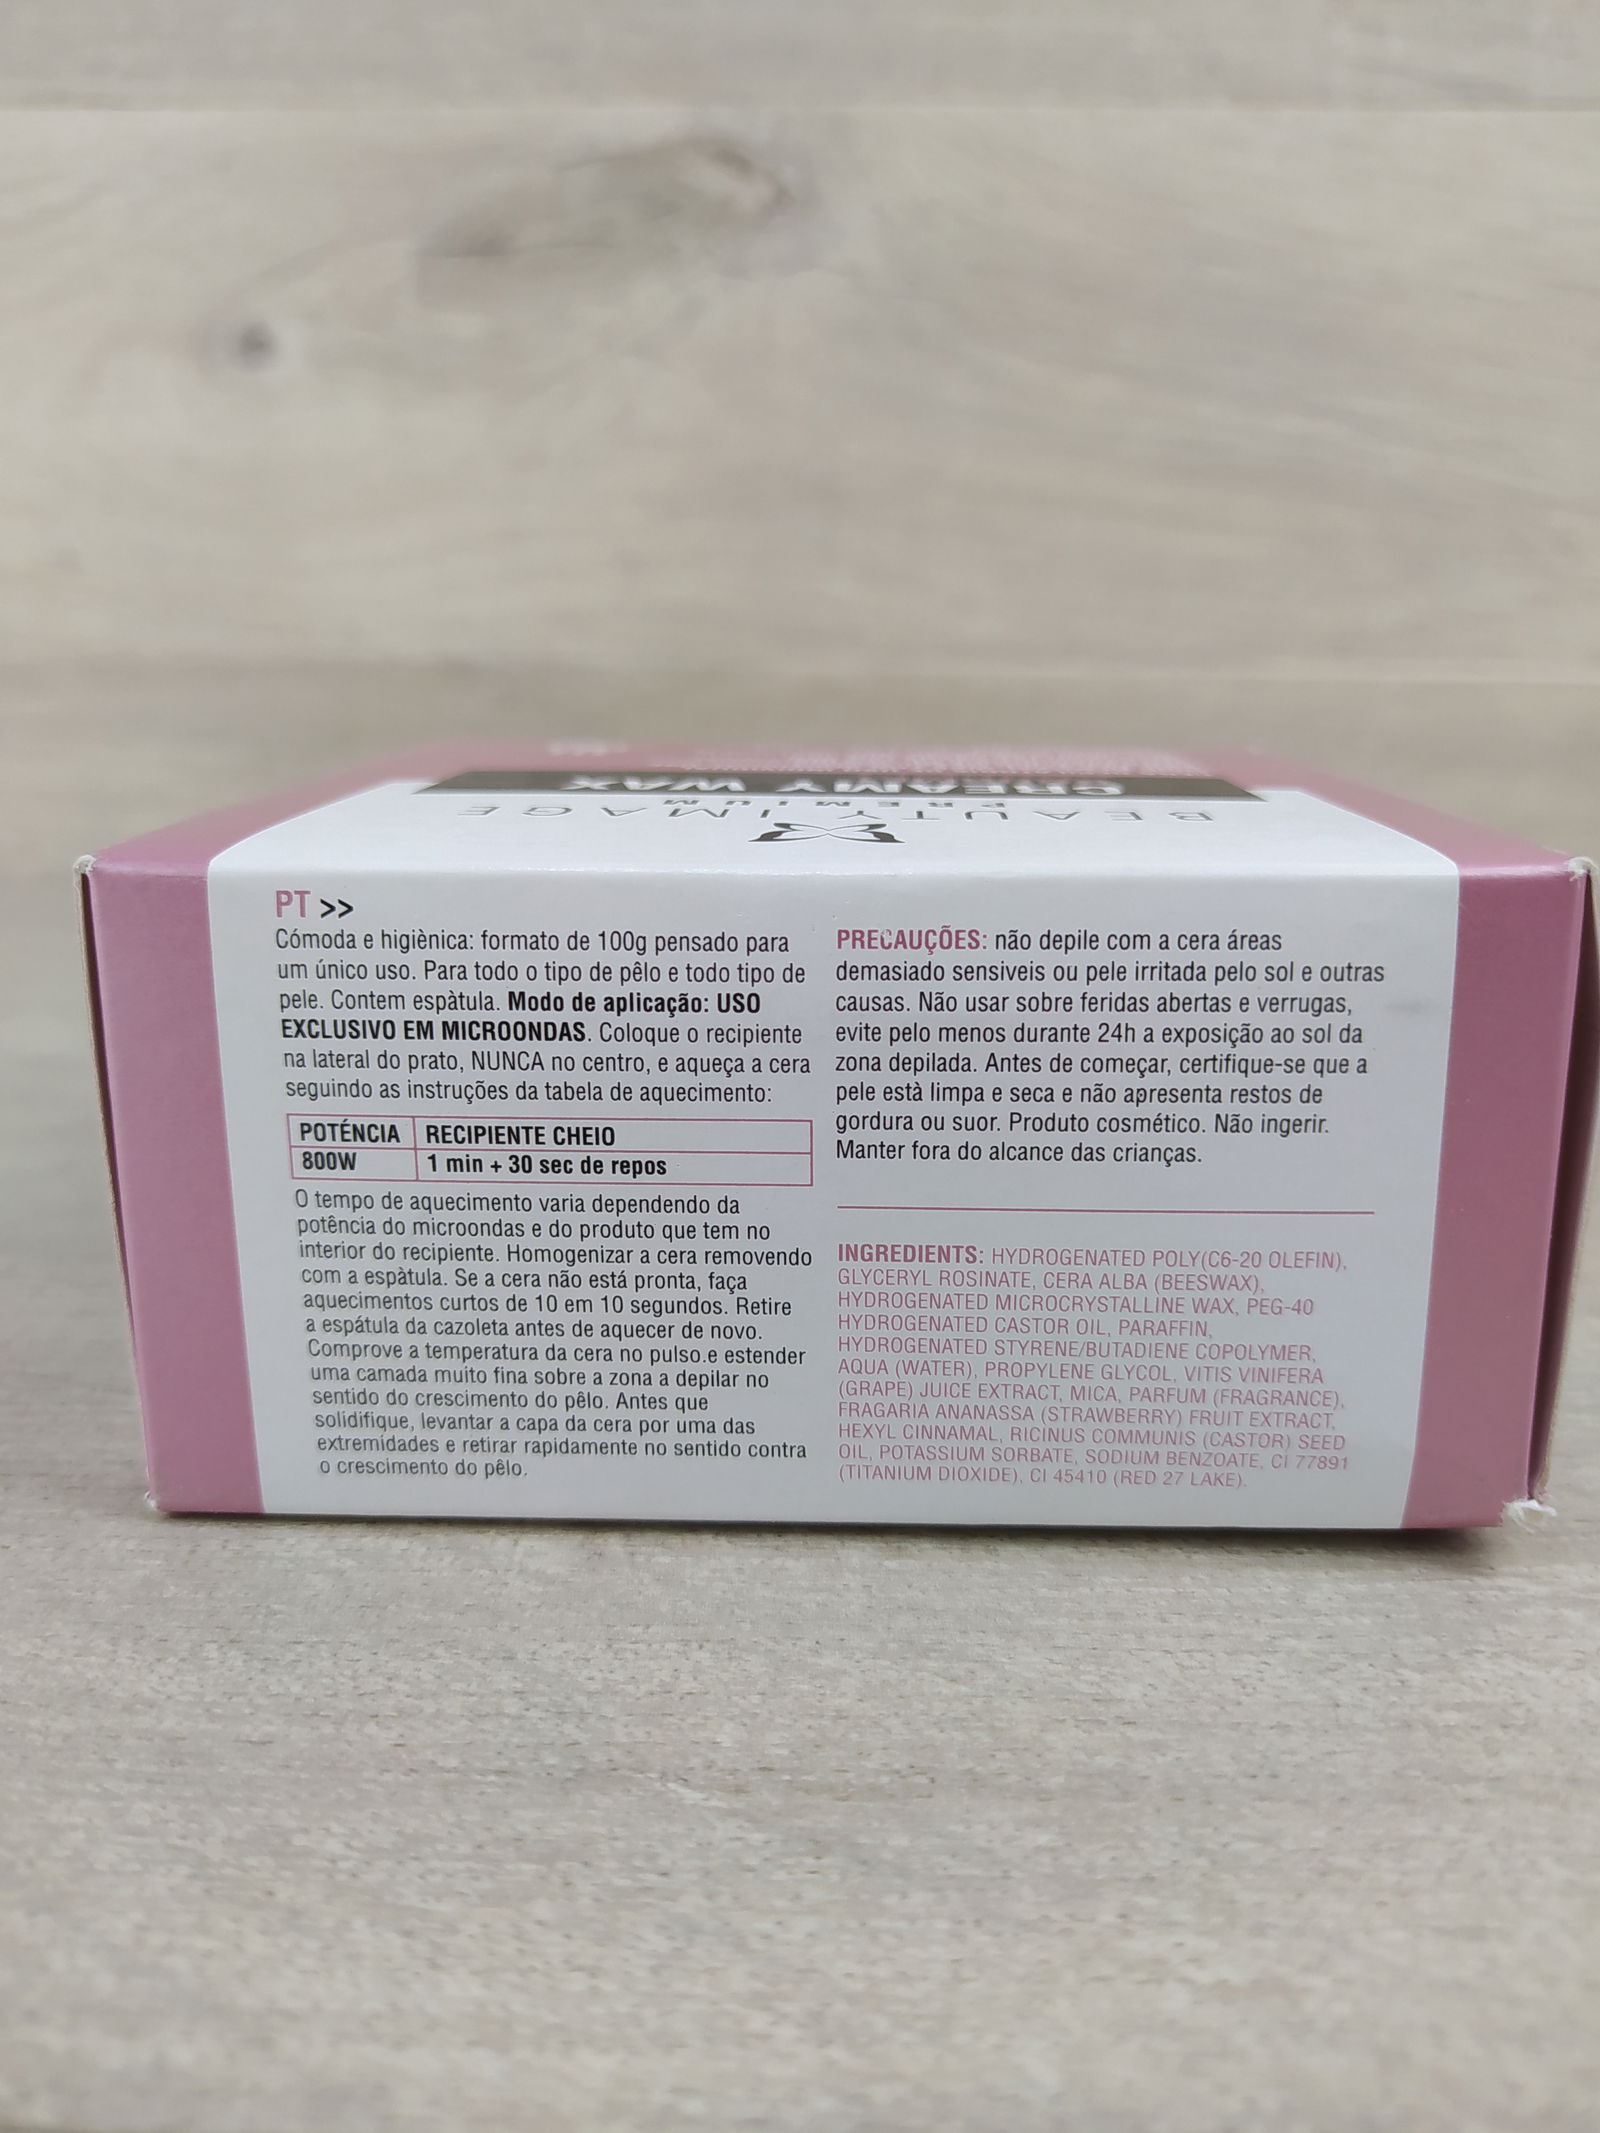 CREAMY WAX
PREMIUM
BEAUTY IMAGE
PT >>
Cómoda e higiènica: formato de 100g pensado para
um único uso. Para todo o tipo de pêlo e todo tipo de
pele. Contem espàtula. Modo de aplicação: USO
EXCLUSIVO EM MICROONDAS. Coloque o recipiente
na lateral do prato, NUNCA no centro, e aqueça a cera
seguindo as instruções da tabela de aquecimento:
POTÉNCIA RECIPIENTE CHEIO
800W 1 min + 30 sec de repos
O tempo de aquecimento varia dependendo da
potência do microondas e do produto que tem no
interior do recipiente. Homogenizar a cera removendo
com a espàtula. Se a cera não está pronta, faça
aquecimentos curtos de 10 em 10 segundos. Retire
a espátula da cazoleta antes de aquecer de novo.
Comprove a temperatura da cera no pulso.e estender
uma camada muito fina sobre a zona a depilar no
sentido do crescimento do pêlo. Antes que
solidifique, levantar a capa da cera por uma das
extremidades e retirar rapidamente no sentido contra
o crescimento do pêlo.
PRECAUÇÕES: não depile com a cera áreas
demasiado sensiveis ou pele irritada pelo sol e outras
causas. Não usar sobre feridas abertas e verrugas,
evite pelo menos durante 24h a exposição ao sol da
zona depilada. Antes de começar, certifique-se que a
pele està limpa e seca e não apresenta restos de
gordura ou suor. Produto cosmético. Não ingerir.
Manter fora do alcance das crianças.
INGREDIENTS: HYDROGENATED POLY(C6-20 OLEFIN),
GLYCERYL ROSINATE, CERA ALBA (BEESWAX),
HYDROGENATED MICROCRYSTALLINE WAX, PEG-40
HYDROGENATED CASTOR OIL, PARAFFIN,
HYDROGENATED STYRENE/BUTADIENE COPOLYMER,
AQUA (WATER), PROPYLENE GLYCOL, VITIS VINIFERA
(GRAPE) JUICE EXTRACT, MICA, PARFUM (FRAGRANCE),
FRAGARIA ANANASSA (STRAWBERRY) FRUIT EXTRACT,
HEXYL CINNAMAL, RICINUS COMMUNIS (CASTOR) SEED
OIL, POTASSIUM SORBATE, SODIUM BENZOATE, CI 77891
(TITANIUM DIOXIDE), CI 45410 (RED 27 LAKE).